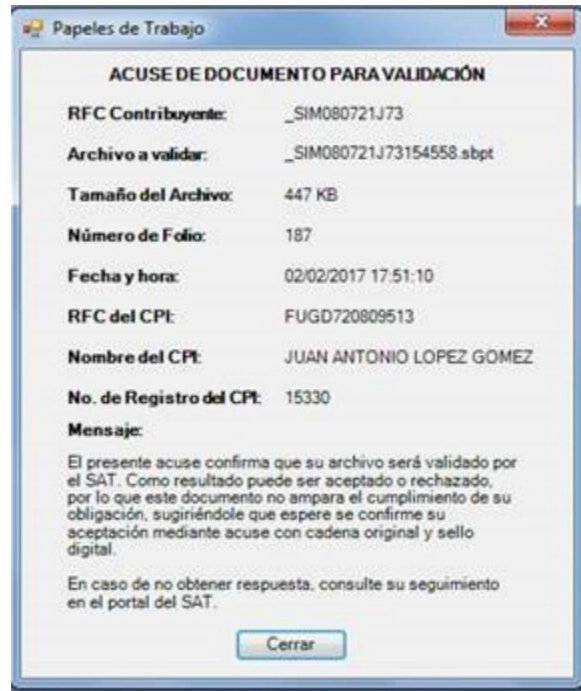 Papeles de Trabajo
ACUSE DE DOCUMENTO PARA VALIDACIÓN
RFC Contribuyente: _SIM080721J73
Archivo a validar: _SIM080721J73154558.sbpt
Tamaño del Archivo: 447 KB
Número de Folio: 187
Fecha y hora: 02/02/2017 17:51:10
RFC del CPI: FUGD720809513
Nombre del CPI: JUAN ANTONIO LOPEZ GOMEZ
No. de Registro del CPI: 15330
Mensaje:
El presente acuse confirma que su archivo será validado por
el SAT. Como resultado puede ser aceptado o rechazado,
por lo que este documento no ampara el cumplimiento de su
obligación, sugiriéndole que espere se confirme su
aceptación mediante acuse con cadena original y sello
digital.
En caso de no obtener respuesta, consulte su seguimiento
en el portal del SAT.
Cerrar